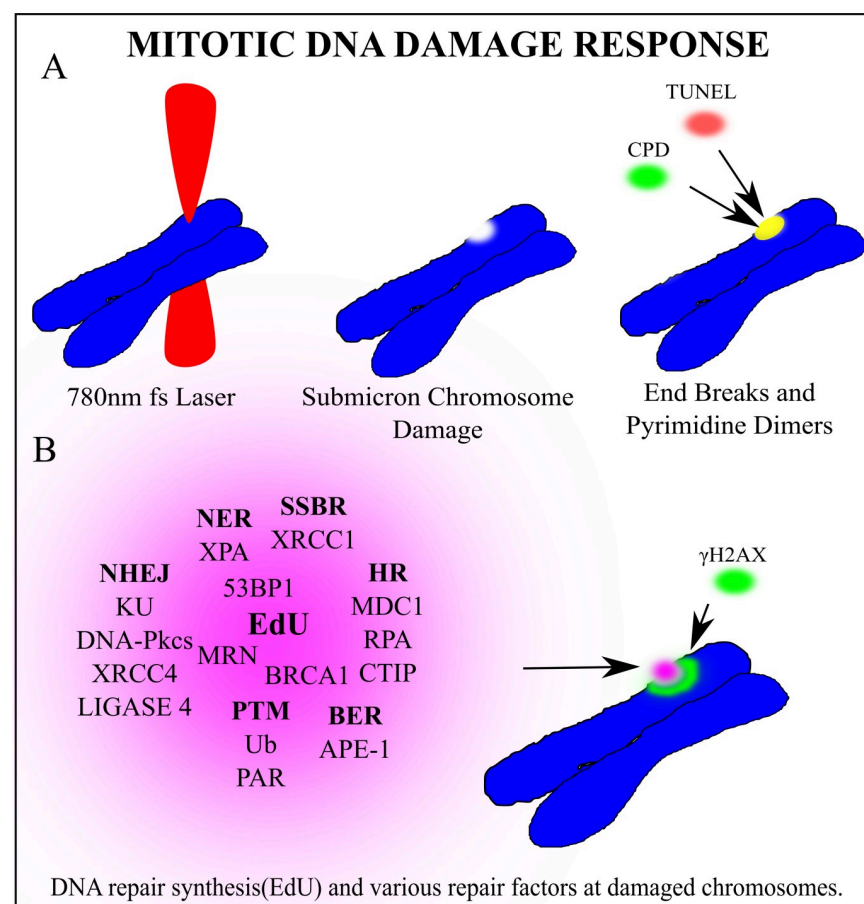 MITOTIC DNA DAMAGE RESPONSE
A
TUNEL
CPD
780nm fs Laser
Submicron Chromosome
Damage
End Breaks and
Pyrimidine Dimers
B
NER
XPA
SSBR
XRCC1
NHEJ
KU
DNA-Pkcs
XRCC4
LIGASE 4
53BP1
EdU
MRN
BRCA1
HR
MDC1
RPA
CTIP
PTM
Ub
PAR
BER
APE-1
γH2AX
DNA repair synthesis(EdU) and various repair factors at damaged chromosomes.